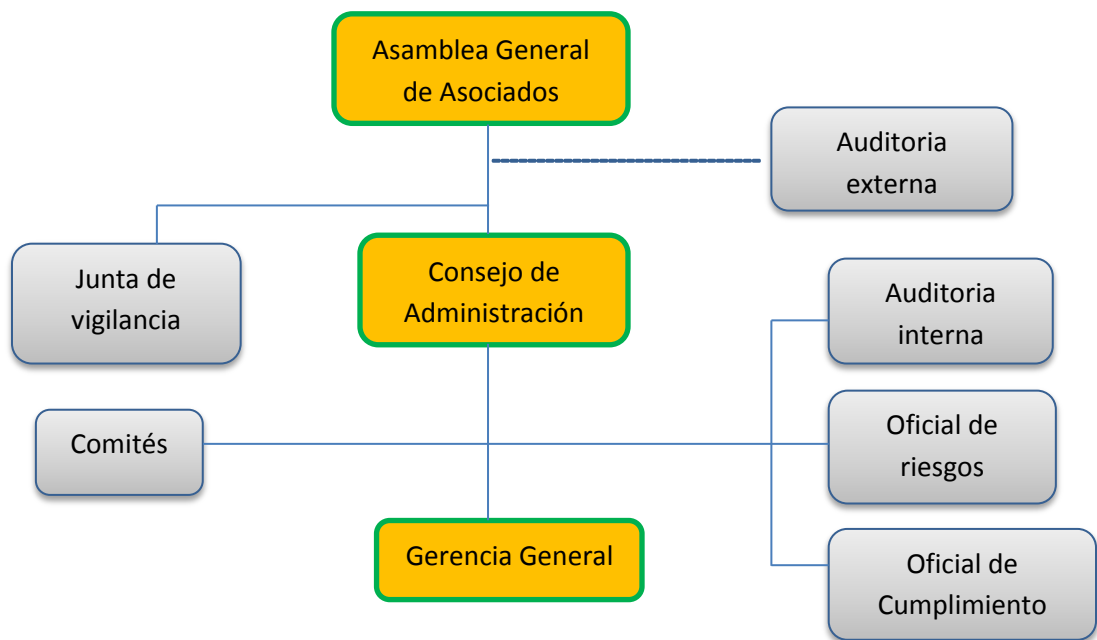 Asamblea General
de Asociados
Auditoria
externa
Junta de
vigilancia
Consejo de
Administración
Auditoria
interna
Comités
Oficial de
riesgos
Gerencia General
Oficial de
Cumplimiento